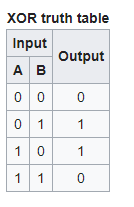 XOR truth table
Input Output
A B
0 0 0
0 1 1
1 0 1
1 1 0